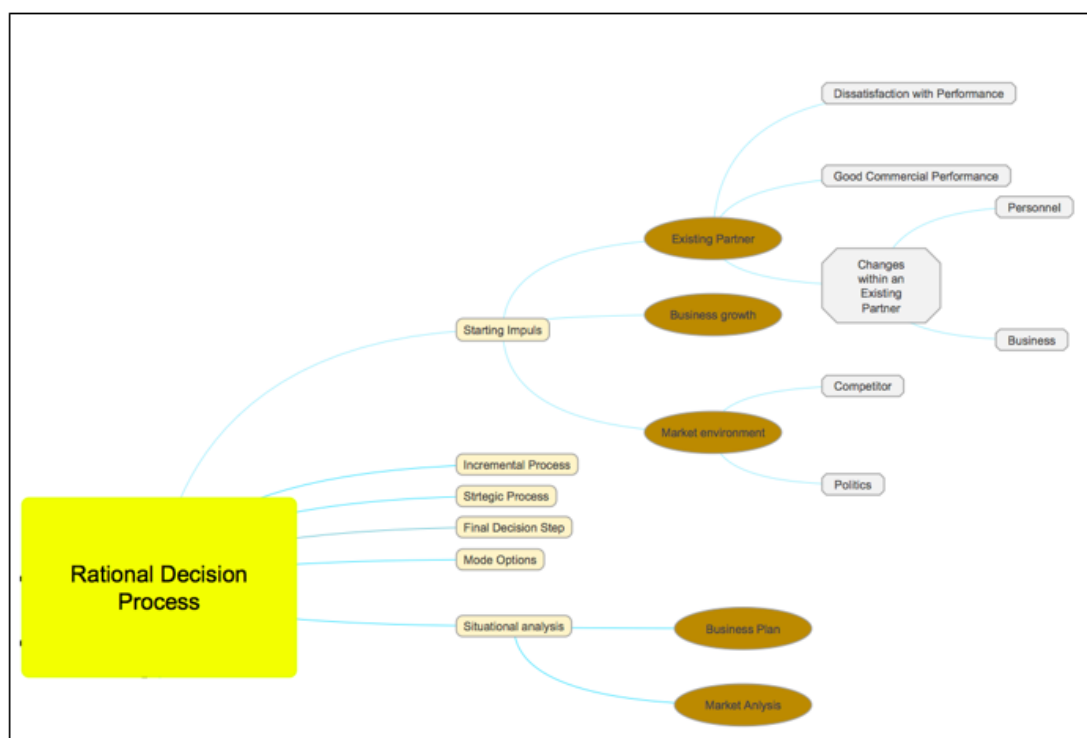 Dissatisfaction with Performance
Good Commercial Performance
Personnel
Existing Partner
Changes
within an
Existing
Partner
Business growth
Starting Impuls
Business
Competitor
Market environment
Incremental Process
Politics
Strtegic Process
Final Decision Step
Mode Options
Rational Decision
Process
Situational analysis
Business Plan
Market Anlysis